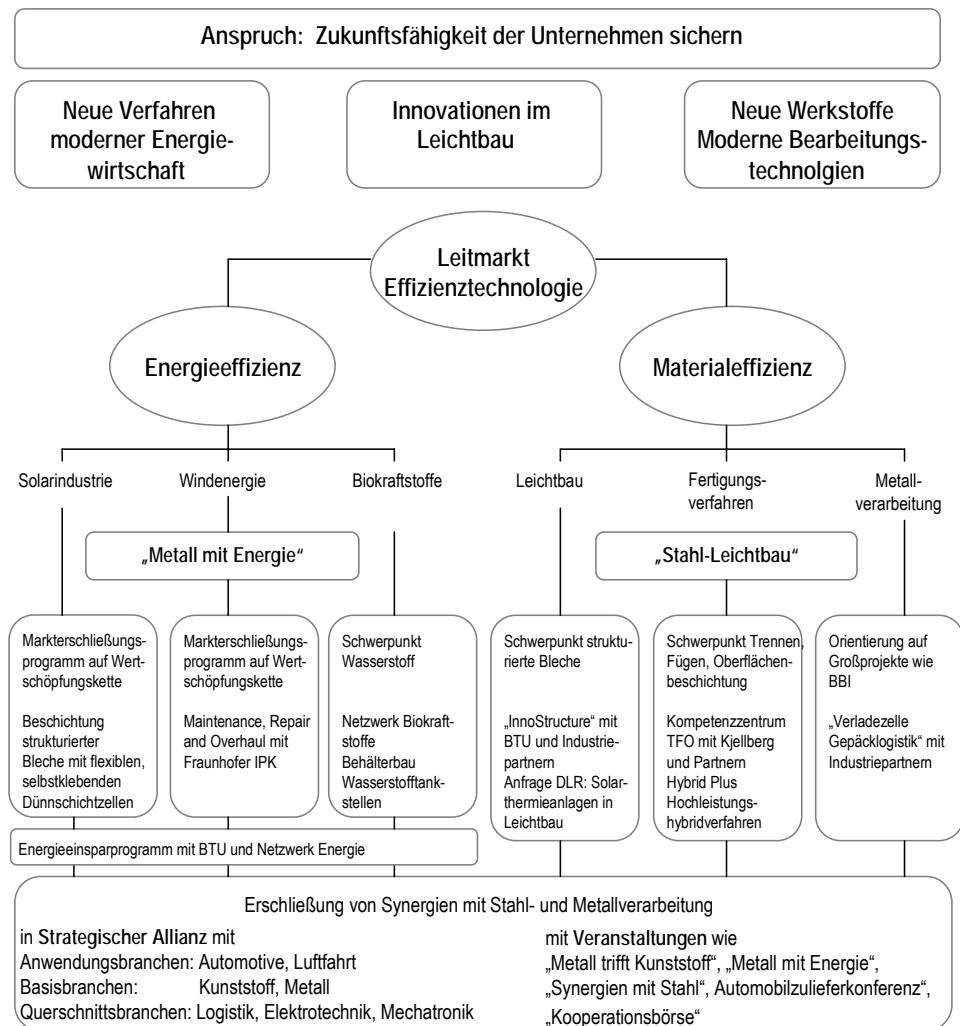 Anspruch: Zukunftsfähigkeit der Unternehmen sichern
Neue Verfahren
moderner Energie-
wirtschaft
Innovationen im
Leichtbau
Neue Werkstoffe
Moderne Bearbeitungs-
technolgien
Leitmarkt
Effizienztechnologie
Energieeffizienz
Materialeffizienz
Solarindustrie
Windenergie
Biokraftstoffe
Leichtbau
Fertigungs-
verfahren
Metall-
verarbeitung
„Metall mit Energie“
„Stahl-Leichtbau“
Markterschließungs-
programm auf Wert-
schöpfungskette
Beschichtung
strukturierter
Bleche mit flexiblen,
selbstklebenden
Dünnschichtzellen
Markterschließungs-
programm auf Wert-
schöpfungskette
Maintenance, Repair
and Overhaul mit
Fraunhofer IPK
Schwerpunkt
Wasserstoff
Netzwerk Biokraft-
stoffe
Behälterbau
Wasserstofftank-
stellen
Schwerpunkt struktu-
rierte Bleche
„InnoStructure“ mit
BTU und Industrie-
partnern
Anfrage DLR: Solar-
thermieanlagen in
Leichtbau
Schwerpunkt Trennen,
Fügen, Oberflächen-
beschichtung
Kompetenzzentrum
TFO mit Kjellberg
und Partnern
Hybrid Plus
Hochleistungs-
hybridverfahren
Orientierung auf
Großprojekte wie
BBI
„Verladezelle
Gepäcklogistik“ mit
Industriepartnern
Energieeinsparprogramm mit BTU und Netzwerk Energie
Erschließung von Synergien mit Stahl- und Metallverarbeitung
in Strategischer Allianz mit
Anwendungsbranchen: Automotive, Luftfahrt
Basisbranchen: Kunststoff, Metall
Querschnittsbranchen: Logistik, Elektrotechnik, Mechatronik
mit Veranstaltungen wie
„Metall trifft Kunststoff“, „Metall mit Energie“,
„Synergien mit Stahl“, Automobilzulieferkonferenz“,
„Kooperationsbörse“